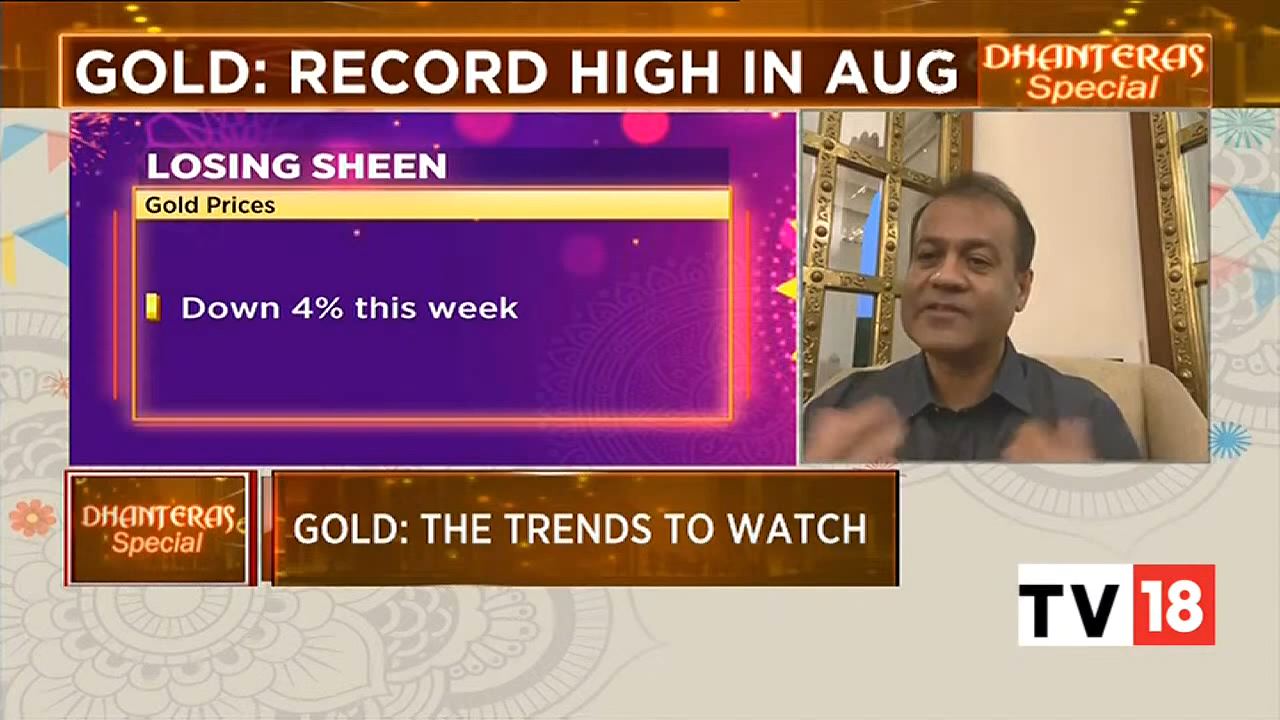 GOLD: RECORD HIGH IN AUG
DHANTERAS
Special
LOSING SHEEN
Gold Prices
Down 4% this week
DHANTERAS
Special
GOLD: THE TRENDS TO WATCH
TV18